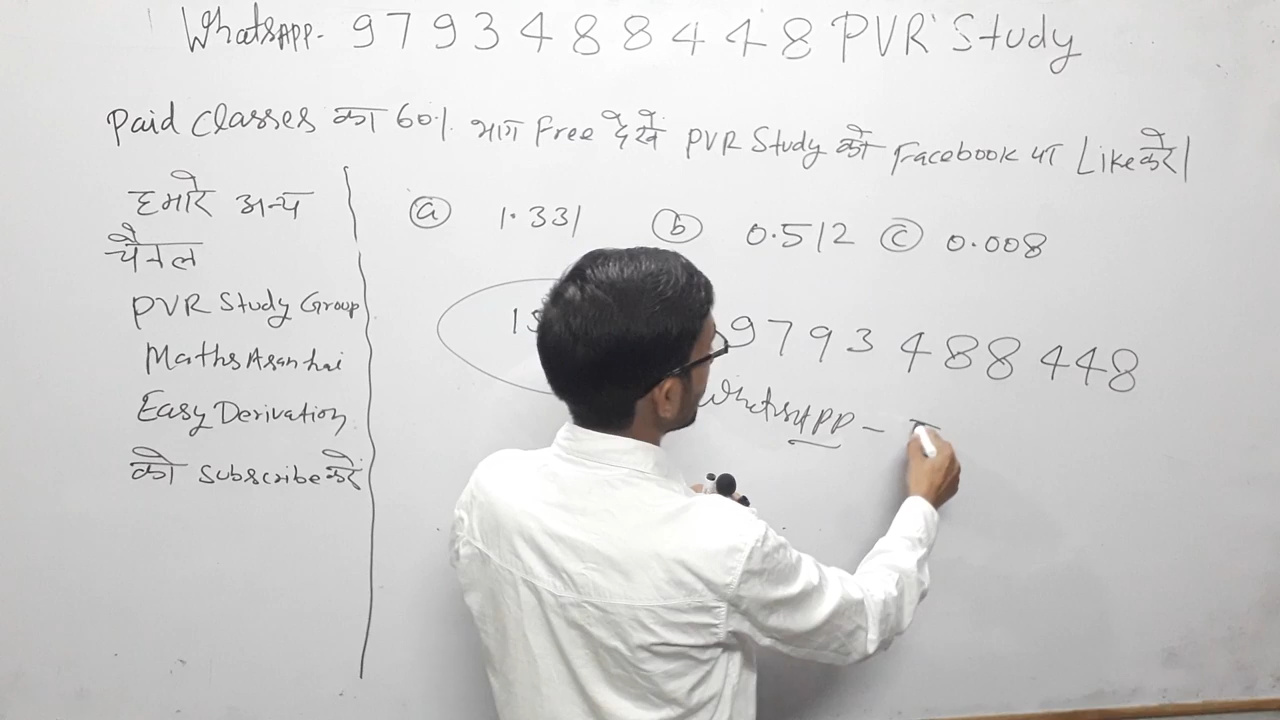 WhatsAPP- 9793488448 PVR Study
Paid Classes का 60% भाग Free में देखें PVR Study को Facebook पर Like करें।
हमारे अन्य
चैनल
PVR Study Group
Maths Asan hai
Easy Derivation
को Subscribe करें
(a) 1.331 (b) 0.512 (c) 0.008
9793488448
WhatsAPP -